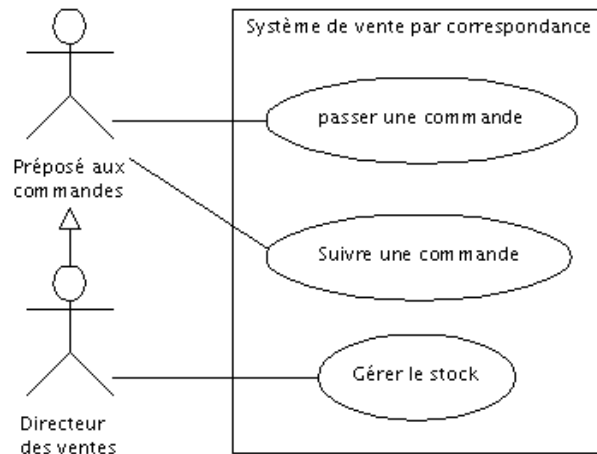 Système de vente par correspondance
passer une commande
Préposé aux
commandes
Suivre une commande
Gérer le stock
Directeur
des ventes